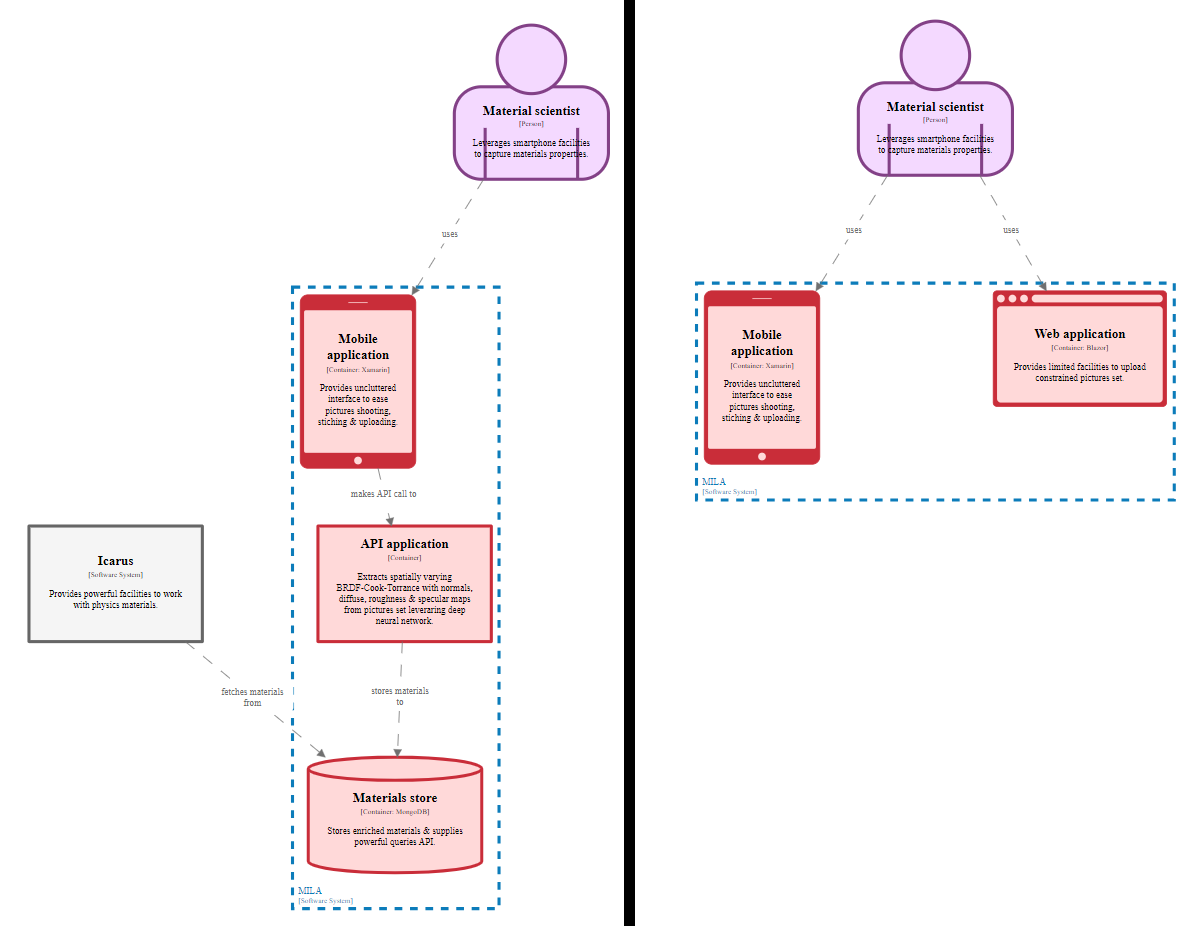 Material scientist
[Person]
Leverages smartphone facilities
to capture materials properties.
uses
Mobile
application
[Container: Xamarin]
Provides uncluttered
interface to ease
pictures shooting,
stiching & uploading.
makes API call to
Icarus
[Software System]
Provides powerful facilities to work
with physics materials.
API application
[Container]
Extracts spatially varying
BRDF-Cook-Torrance with normals,
diffuse, roughness & specular maps
from pictures set leveraring deep
neural network.
fetches materials
from
stores materials
to
Materials store
[Container: MongoDB]
Stores enriched materials & supplies
powerful queries API.
MILA
[Software System]
Material scientist
[Person]
Leverages smartphone facilities
to capture materials properties.
uses
uses
Mobile
application
[Container: Xamarin]
Provides uncluttered
interface to ease
pictures shooting,
stiching & uploading.
Web application
[Container: Blazor]
Provides limited facilities to upload
constrained pictures set.
MILA
[Software System]